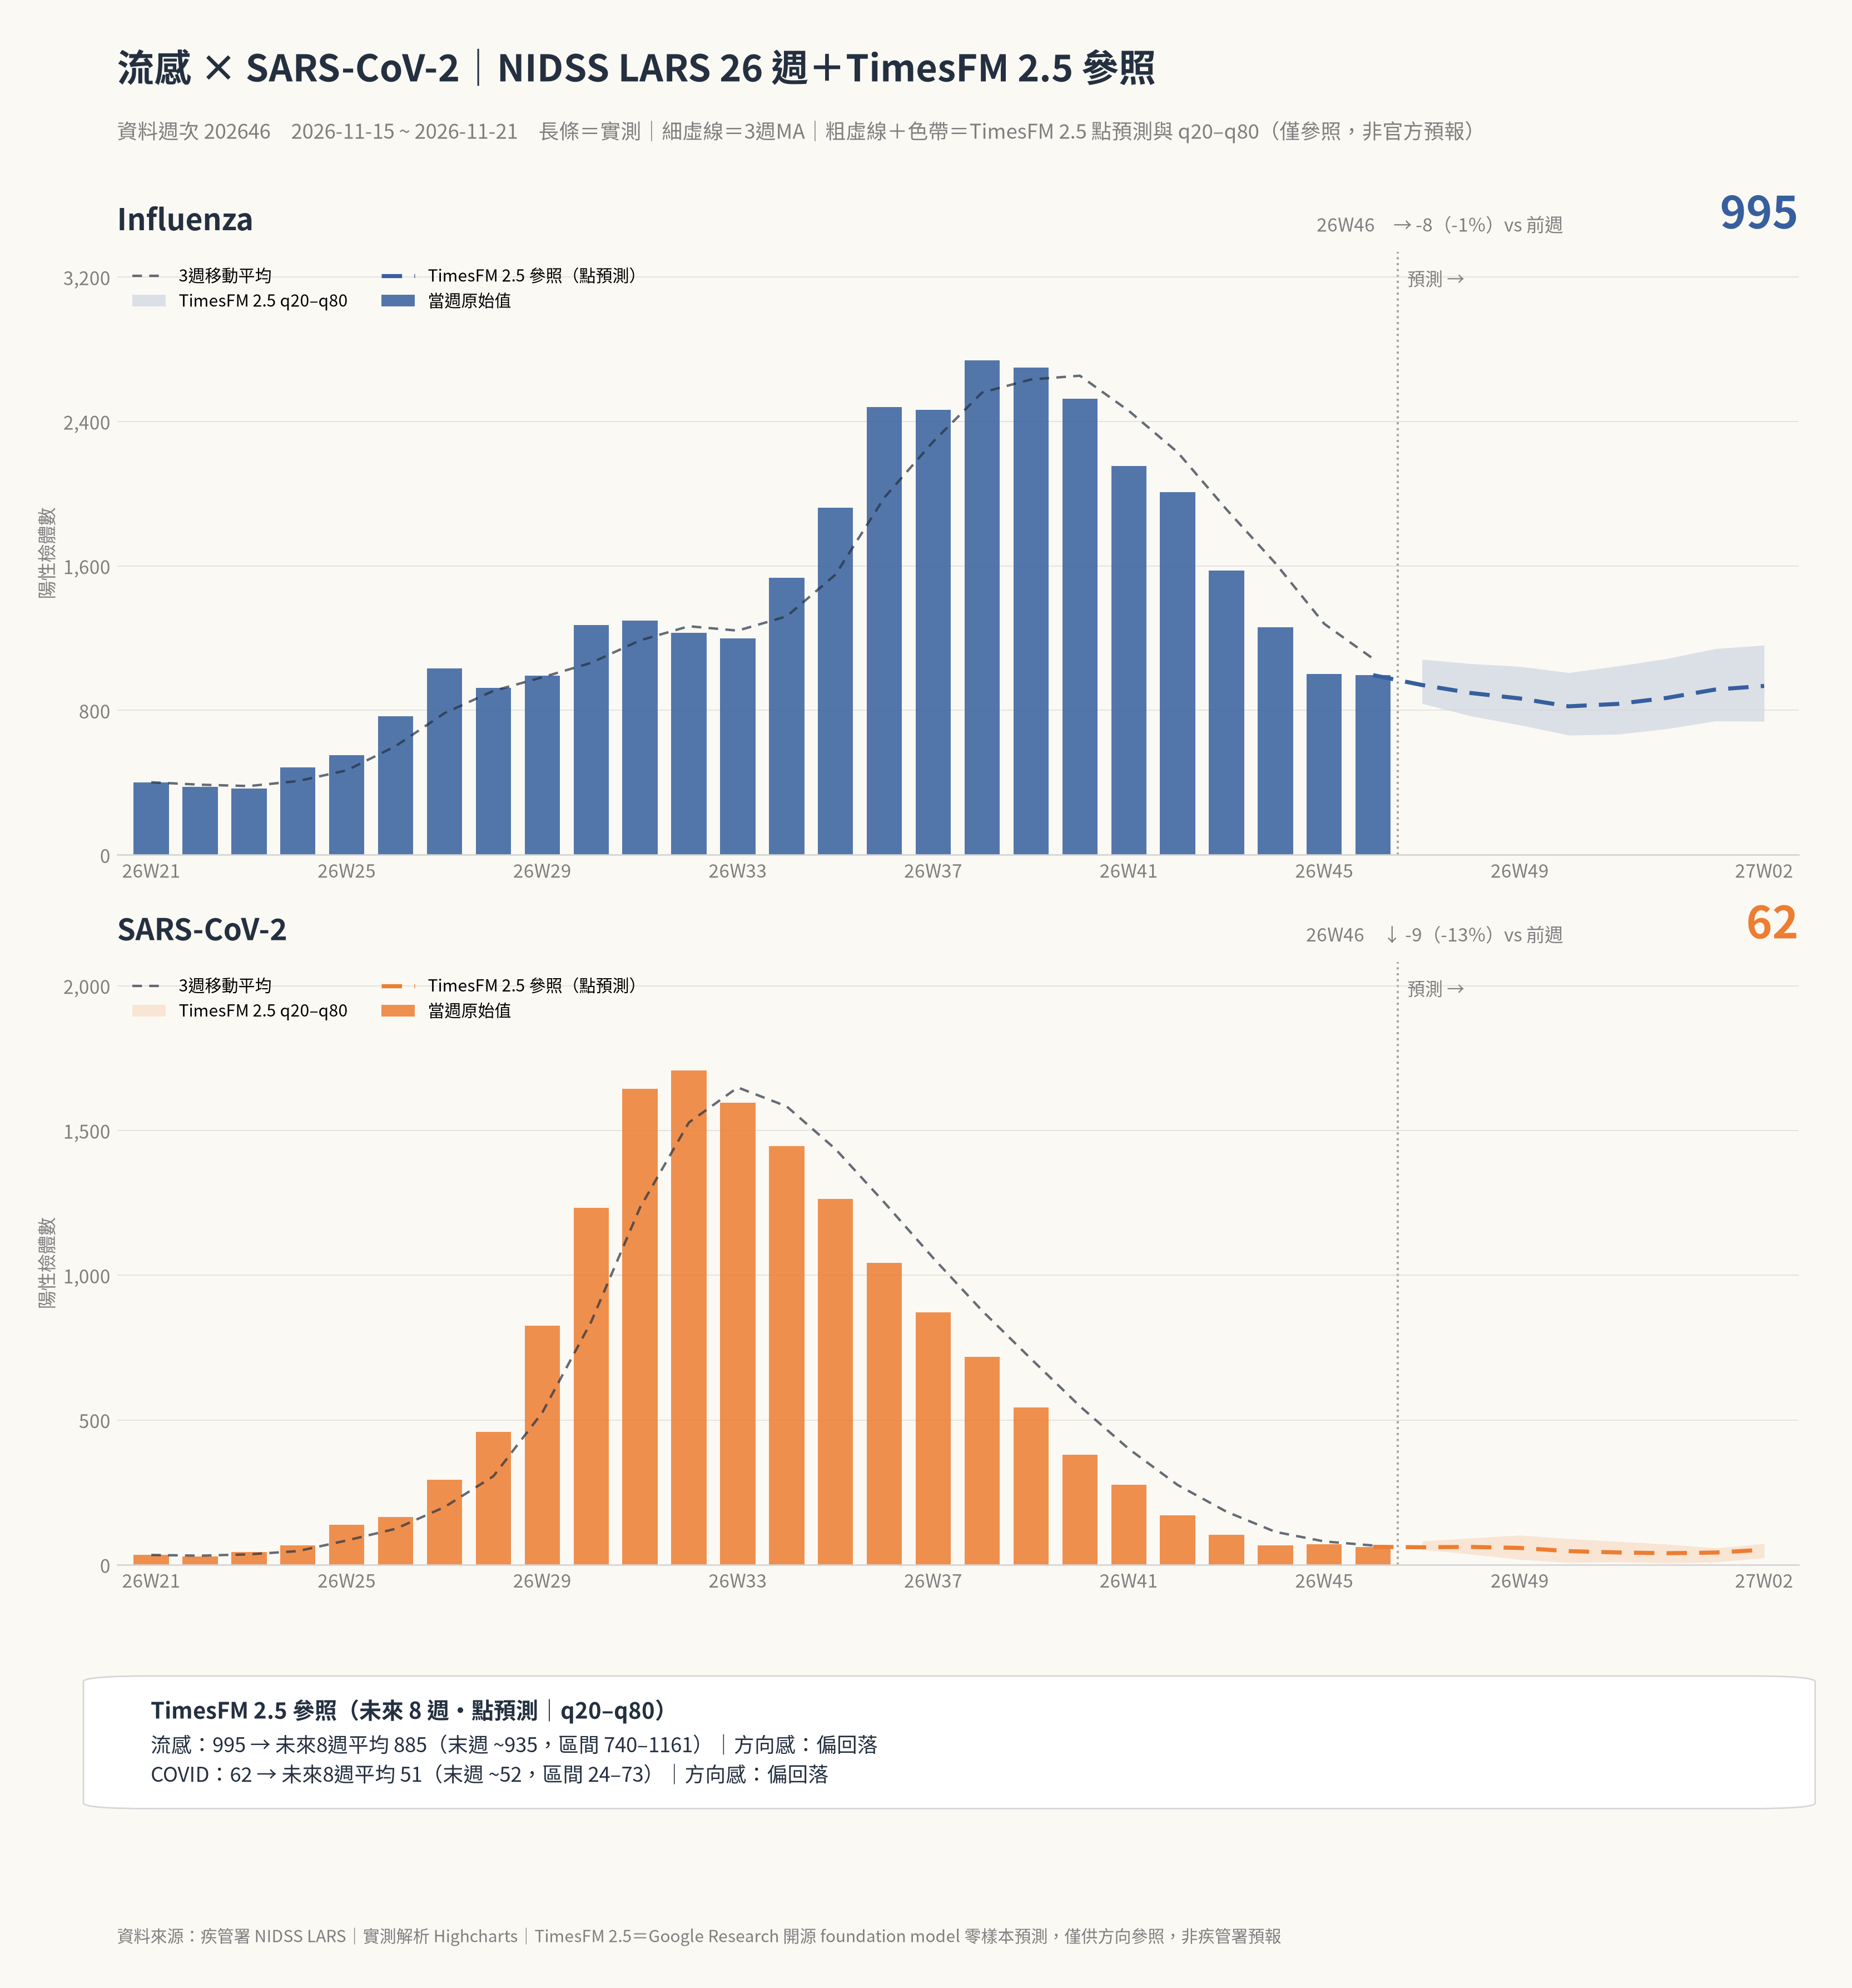 流感 × SARS-CoV-2｜NIDSS LARS 26 週＋TimesFM 2.5 參照
資料週次 202646　2026-11-15 ~ 2026-11-21　長條＝實測｜細虛線＝3週MA｜粗虛線＋色帶＝TimesFM 2.5 點預測與 q20–q80（僅參照，非官方預報）
Influenza
26W46　→ -8（-1%）vs 前週
995
3週移動平均
TimesFM 2.5 q20–q80
TimesFM 2.5 參照（點預測）
當週原始值
預測 →
陽性檢體數
3,200
2,400
1,600
800
0
26W21 26W25 26W29 26W33 26W37 26W41 26W45 26W49 27W02
SARS-CoV-2
26W46　↓ -9（-13%）vs 前週
62
3週移動平均
TimesFM 2.5 q20–q80
TimesFM 2.5 參照（點預測）
當週原始值
預測 →
陽性檢體數
2,000
1,500
1,000
500
0
26W21 26W25 26W29 26W33 26W37 26W41 26W45 26W49 27W02
TimesFM 2.5 參照（未來 8 週・點預測｜q20–q80）
流感：995 → 未來8週平均 885（末週 ~935，區間 740–1161）｜方向感：偏回落
COVID：62 → 未來8週平均 51（末週 ~52，區間 24–73）｜方向感：偏回落
資料來源：疾管署 NIDSS LARS｜實測解析 Highcharts｜TimesFM 2.5＝Google Research 開源 foundation model 零樣本預測，僅供方向參照，非疾管署預報